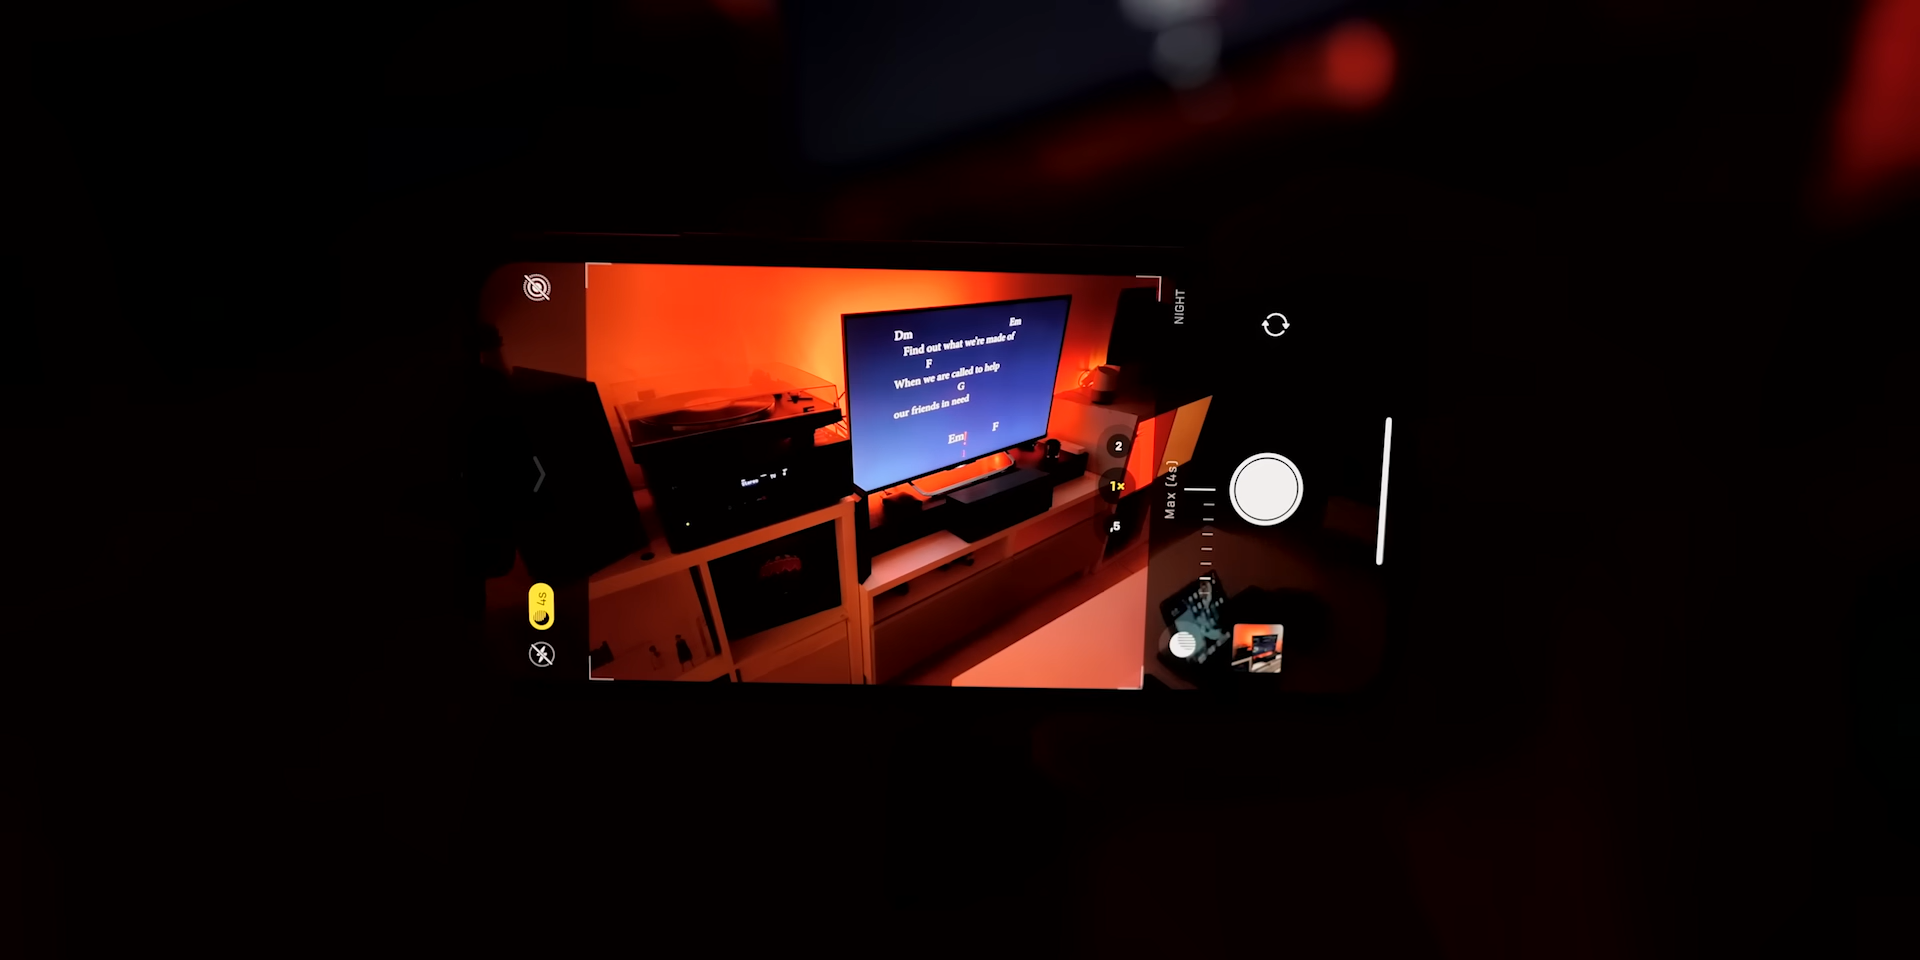 Dm Em
Find out what we're made of
F
When we are called to help
G
our friends in need
Em F
NIGHT
2
1×
,5
Max (4s)
4s